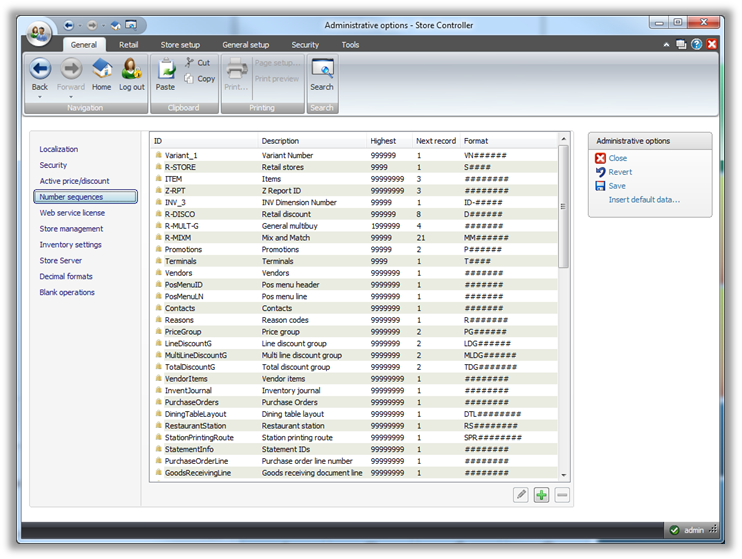 Administrative options - Store Controller
General Retail Store setup General setup Security Tools
Back Forward Home Log out Paste Cut Copy Print... Page setup... Print preview Search
Navigation Clipboard Printing Search
Localization
Security
Active price/discount
Number sequences
Web service license
Store management
Inventory settings
Store Server
Decimal formats
Blank operations
ID Description Highest Next record Format
Variant_1 Variant Number 999999 1 VN######
R-STORE Retail stores 9999 1 S####
ITEM Items 99999999 3 ########
Z-RPT Z Report ID 99999999 3 ########
INV_3 INV Dimension Number 99999 1 ID-#####
R-DISCO Retail discount 9999999 8 D#######
R-MULT-G General multibuy 1999999 4 #######
R-MIXM Mix and Match 99999 21 MM######
Promotions Promotions 99999 2 P######
Terminals Terminals 9999 1 T####
Vendors Vendors 9999999 1 #######
PosMenuID Pos menu header 99999999 1 ########
PosMenuLN Pos menu line 99999999 1 ########
Contacts Contacts 99999999 1 ########
Reasons Reason codes 9999999 1 R#######
PriceGroup Price group 999999 2 PG######
LineDiscountG Line discount group 999999 2 LDG######
MultiLineDiscountG Multi line discount group 999999 2 MLDG######
TotalDiscountG Total discount group 999999 2 TDG#######
VendorItems Vendor items 99999999 1 ########
InventJournal Inventory journal 99999999 1 ########
PurchaseOrders Purchase Orders 99999999 1 ########
DiningTableLayout Dining table layout 99999999 1 DTL########
RestaurantStation Restaurant station 99999999 1 RS########
StationPrintingRoute Station printing route 99999999 1 SPR########
StatementInfo Statement IDs 99999999 1 ########
PurchaseOrderLine Purchase order line number 99999999 1 ########
GoodsReceivingLine Goods receiving document line 99999999 1 ########
Administrative options
Close
Revert
Save
Insert default data...
admin